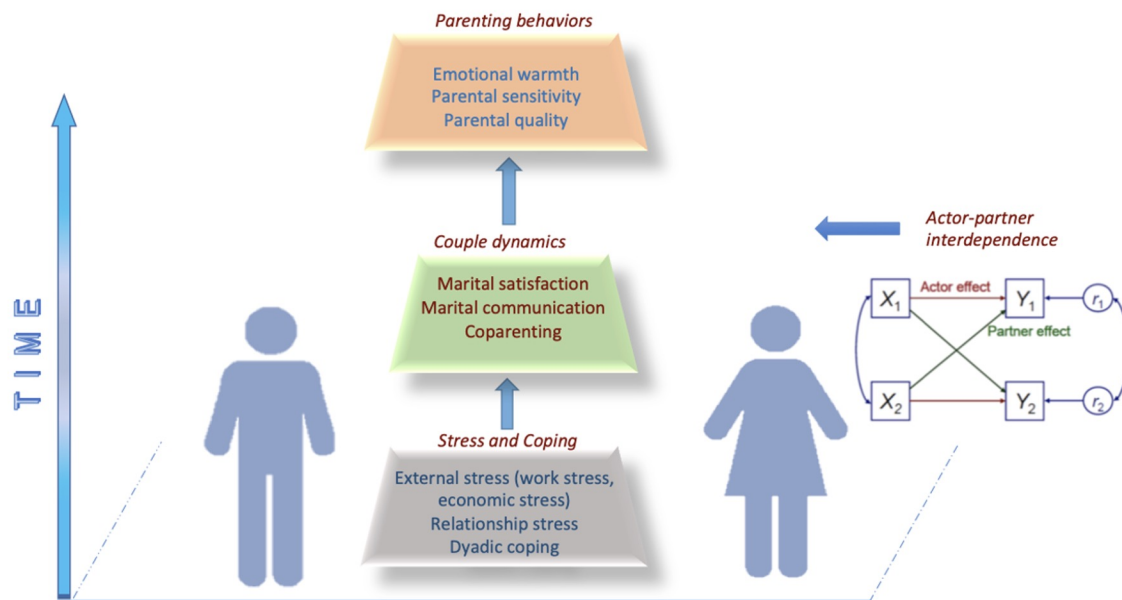 Parenting behaviors
Emotional warmth
Parental sensitivity
Parental quality
Couple dynamics
Marital satisfaction
Marital communication
Coparenting
Stress and Coping
External stress (work stress,
economic stress)
Relationship stress
Dyadic coping
TIME
Actor-partner
interdependence
X1
Actor effect
Y1
r1
Partner effect
X2
Y2
r2